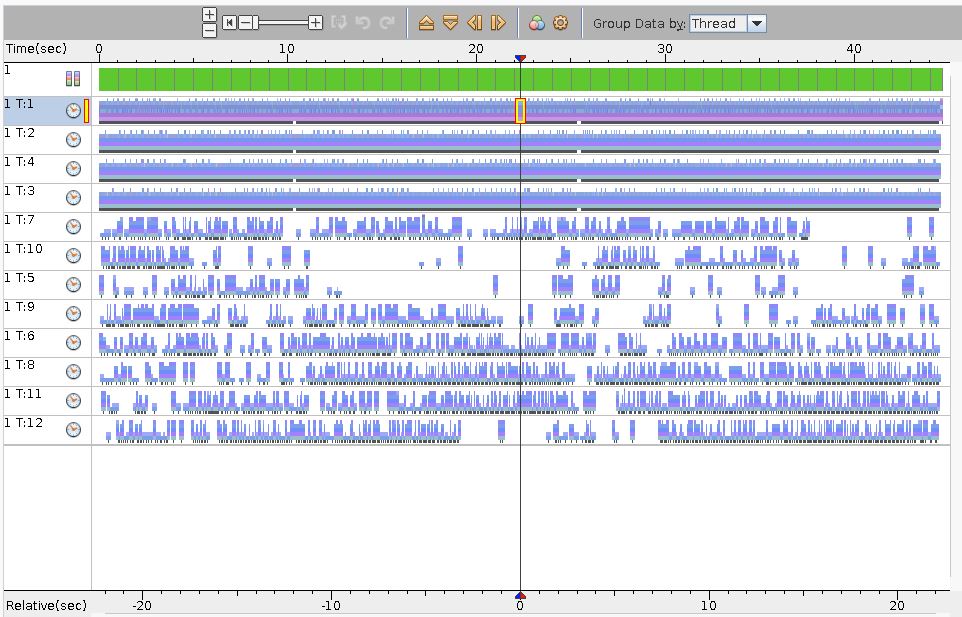 Group Data by: Thread
Time(sec) 0 10 20 30 40
1
1 T:1
1 T:2
1 T:4
1 T:3
1 T:7
1 T:10
1 T:5
1 T:9
1 T:6
1 T:8
1 T:11
1 T:12
Relative(sec) -20 -10 0 10 20